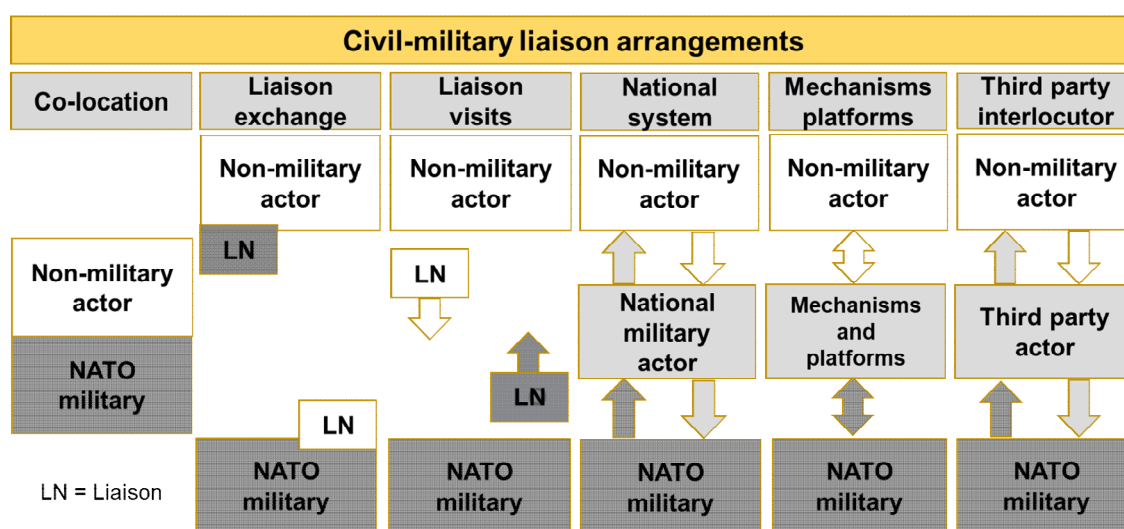 Civil-military liaison arrangements
Co-location
Liaison
exchange
Liaison
visits
National
system
Mechanisms
platforms
Third party
interlocutor
Non-military
actor
Non-military
actor
Non-military
actor
Non-military
actor
Non-military
actor
LN
Non-military
actor
LN
National
military
actor
Mechanisms
and
platforms
Third party
actor
NATO
military
LN
LN
NATO
military
NATO
military
NATO
military
NATO
military
NATO
military
LN = Liaison